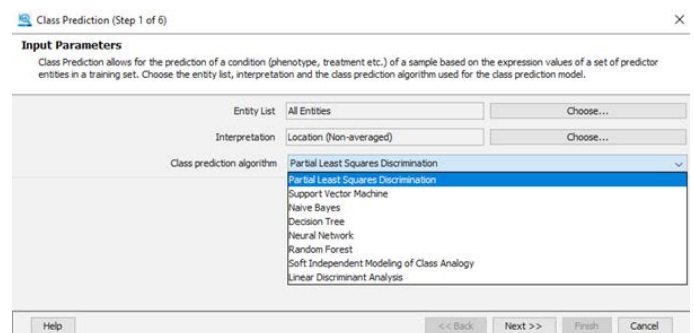 Class Prediction (Step 1 of 6)
Input Parameters
Class Prediction allows for the prediction of a condition (phenotype, treatment etc.) of a sample based on the expression values of a set of predictor
entities in a training set. Choose the entity list, interpretation and the class prediction algorithm used for the class prediction model.
Entity List All Entities Choose...
Interpretation Location (Non-averaged) Choose...
Class prediction algorithm Partial Least Squares Discrimination
Partial Least Squares Discrimination
Support Vector Machine
Naive Bayes
Decision Tree
Neural Network
Random Forest
Soft Independent Modeling of Class Analogy
Linear Discriminant Analysis
Help << Back Next >> Finish Cancel